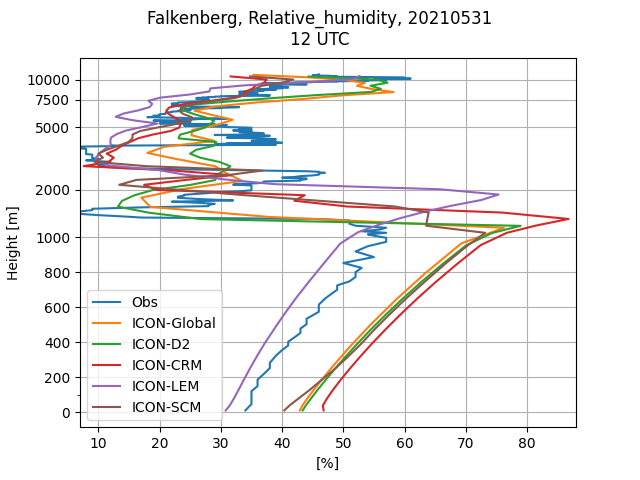 Falkenberg, Relative_humidity, 20210531
12 UTC
10000
7500
5000
2000
1000
800
600
400
200
0
Height [m]
Obs
ICON-Global
ICON-D2
ICON-CRM
ICON-LEM
ICON-SCM
10 20 30 40 50 60 70 80
[%]